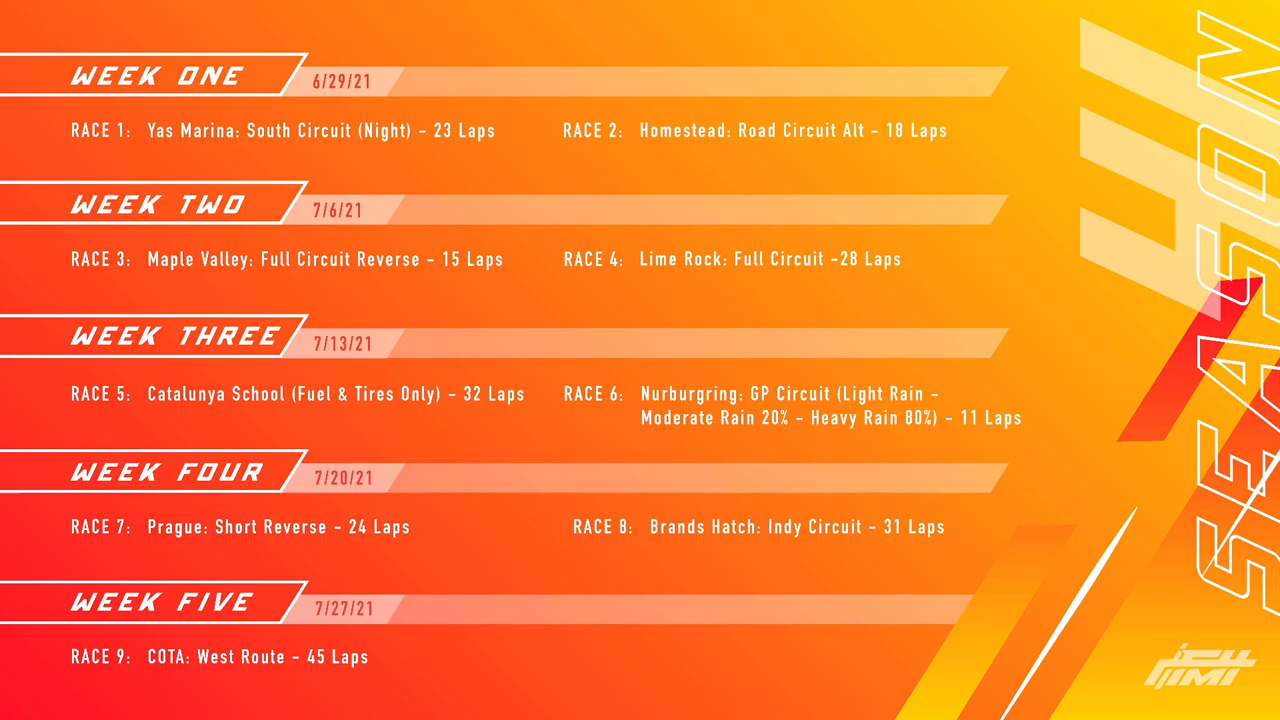 WEEK ONE
6/29/21
RACE 1: Yas Marina: South Circuit (Night) - 23 Laps
RACE 2: Homestead: Road Circuit Alt - 18 Laps
WEEK TWO
7/6/21
RACE 3: Maple Valley: Full Circuit Reverse - 15 Laps
RACE 4: Lime Rock: Full Circuit -28 Laps
WEEK THREE
7/13/21
RACE 5: Catalunya School (Fuel & Tires Only) - 32 Laps
RACE 6: Nurburgring: GP Circuit (Light Rain -
Moderate Rain 20% - Heavy Rain 80%) - 11 Laps
WEEK FOUR
7/20/21
RACE 7: Prague: Short Reverse - 24 Laps
RACE 8: Brands Hatch: Indy Circuit - 31 Laps
WEEK FIVE
7/27/21
RACE 9: COTA: West Route - 45 Laps
SEASON